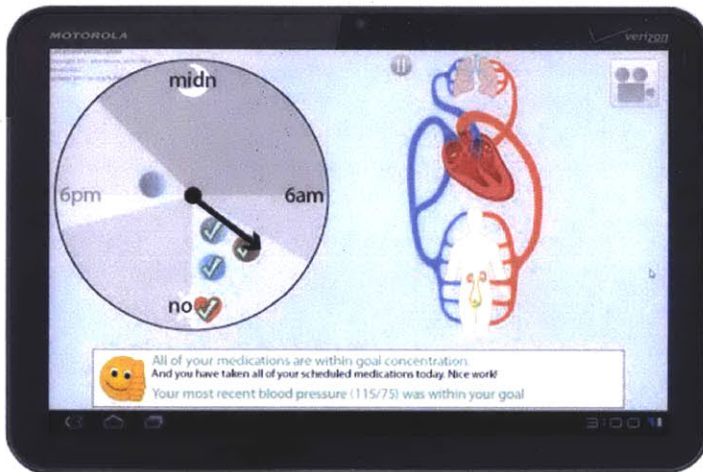 MOTOROLA
verizon
midn
6pm
6am
no
All of your medications are within goal concentration.
And you have taken all of your scheduled medications today. Nice work!
Your most recent blood pressure (115/75) was within your goal
3:00